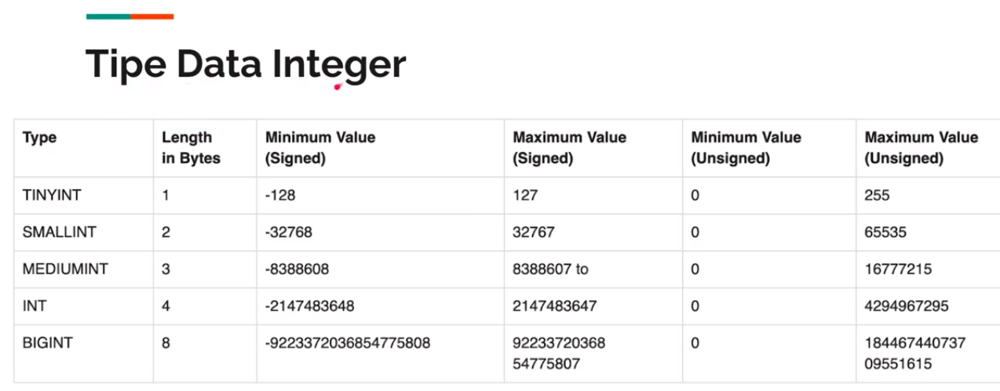 Tipe Data Integer
Type Length in Bytes Minimum Value (Signed) Maximum Value (Signed) Minimum Value (Unsigned) Maximum Value (Unsigned)
TINYINT 1 -128 127 0 255
SMALLINT 2 -32768 32767 0 65535
MEDIUMINT 3 -8388608 8388607 to 0 16777215
INT 4 -2147483648 2147483647 0 4294967295
BIGINT 8 -9223372036854775808 92233720368 54775807 0 184467440737 09551615